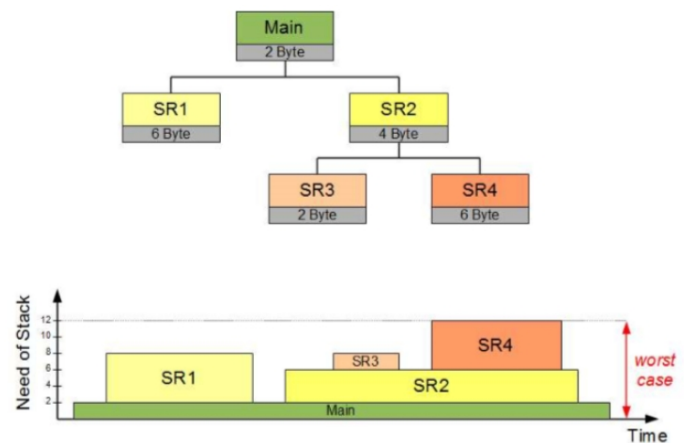 Main
2 Byte
SR1
6 Byte
SR2
4 Byte
SR3
2 Byte
SR4
6 Byte
Need of Stack
12
10
8
6
4
2
SR1
SR3
SR4
SR2
Main
worst
case
Time